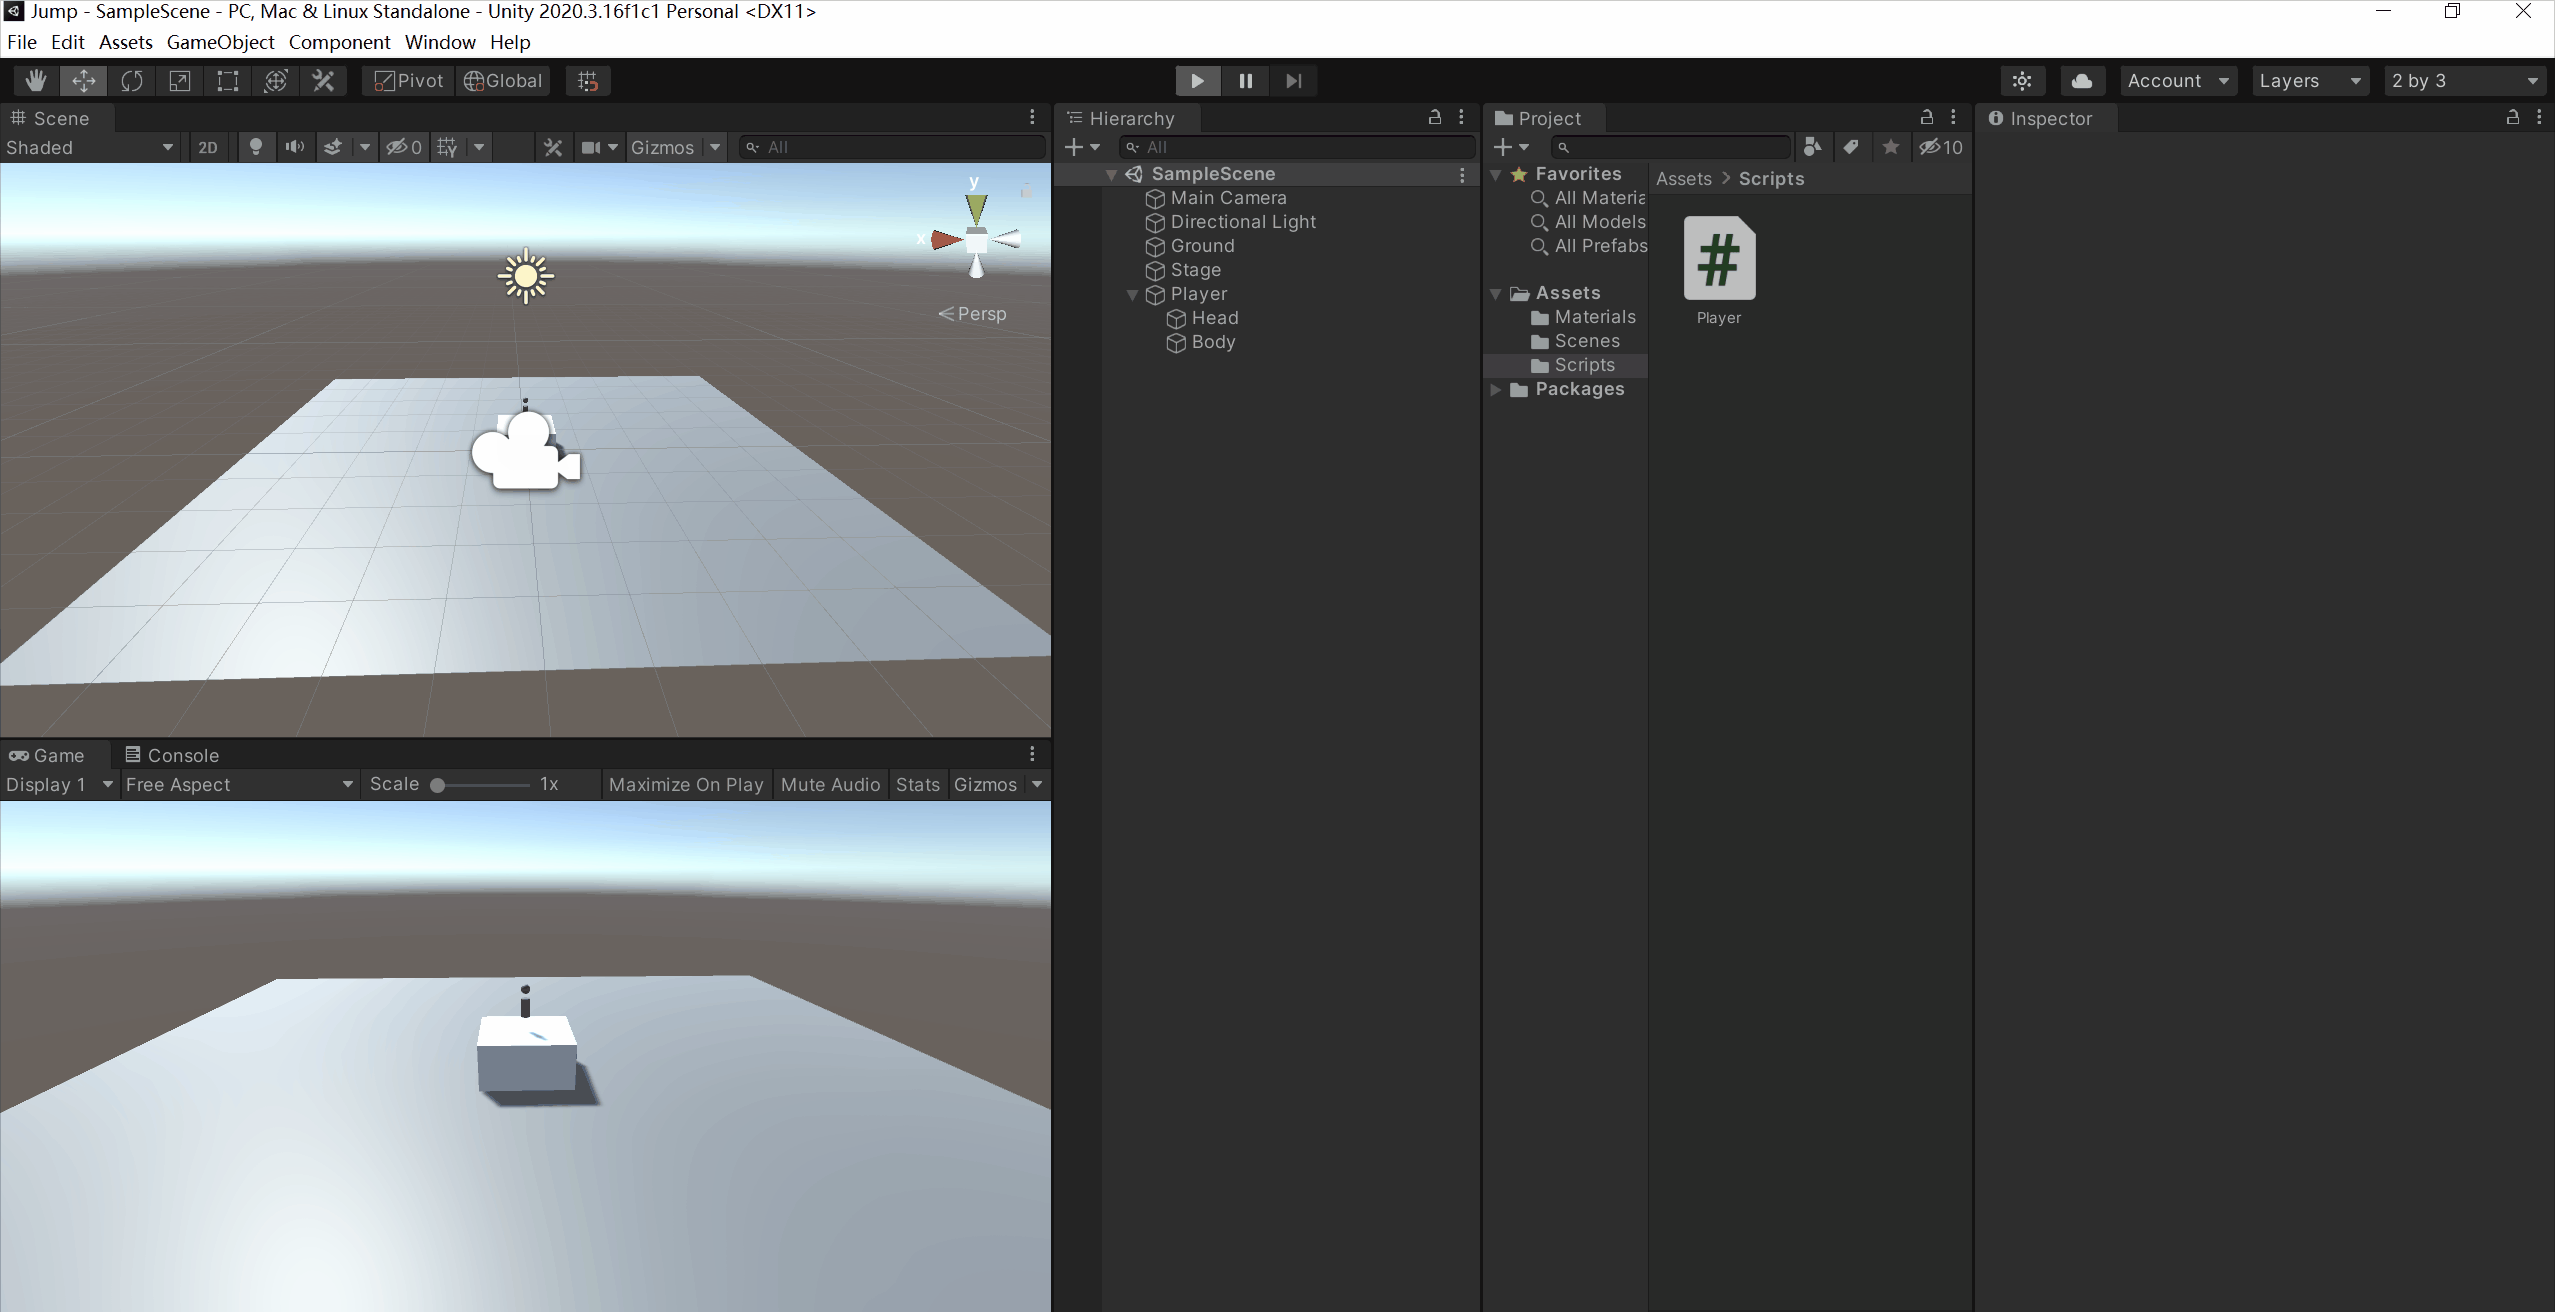 Jump - SampleScene - PC, Mac & Linux Standalone - Unity 2020.3.16f1c1 Personal <DX11>
File Edit Assets GameObject Component Window Help
Pivot Global Account Layers 2 by 3
Scene
Shaded 2D 0 Gizmos All
y
x
Persp
Game Console
Display 1 Free Aspect Scale 1x Maximize On Play Mute Audio Stats Gizmos
Hierarchy
All
SampleScene
Main Camera
Directional Light
Ground
Stage
Player
Head
Body
Project
10
Favorites
All Materia
All Models
All Prefabs
Assets
Materials
Scenes
Scripts
Packages
Assets > Scripts
#
Player
Inspector